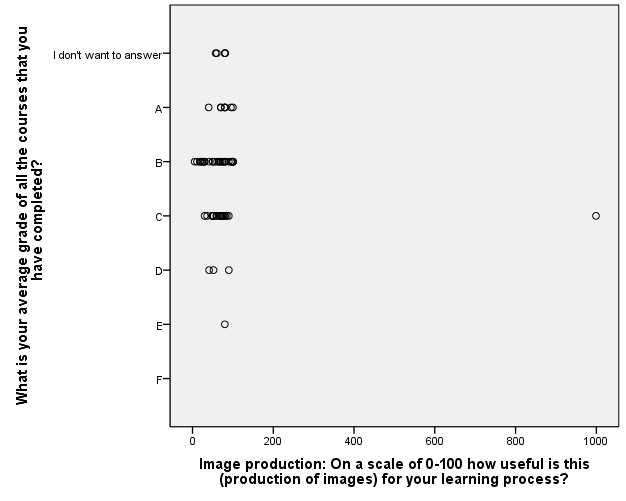 What is your average grade of all the courses that you
have completed?
I don't want to answer
A
B
C
D
E
F
0
200
400
600
800
1000
Image production: On a scale of 0-100 how useful is this
(production of images) for your learning process?